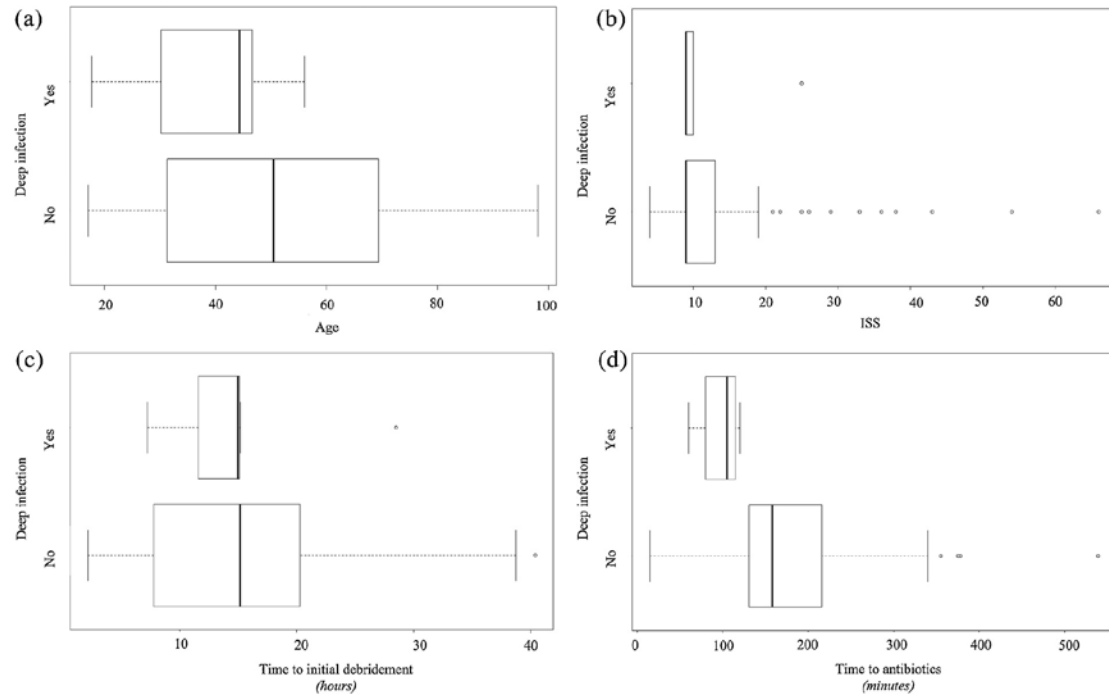 (a)
Deep infection
Yes
No
20 40 60 80 100
Age
(b)
Deep infection
Yes
No
10 20 30 40 50 60
ISS
(c)
Deep infection
Yes
No
10 20 30 40
Time to initial debridement
(hours)
(d)
Deep infection
Yes
No
0 100 200 300 400 500
Time to antibiotics
(minutes)